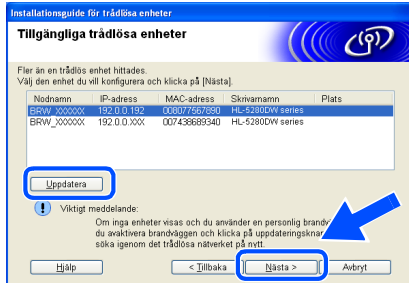 Installationsguide för trådlösa enheter
Tillgängliga trådlösa enheter
Fler än en trådlös enhet hittades.
Välj den enhet du vill konfigurera och klicka på [Nästa].
Nodnamn IP-adress MAC-adress Skrivarnamn Plats
BRW_XXXXXX 192.0.0.192 008077567890 HL-5280DW series
BRW_XXXXXX 192.0.0.XXX 007438689340 HL-5280DW series
Uppdatera
Viktigt meddelande:
Om inga enheter visas och du använder en personlig
du avaktivera brandväggen och klicka på
söka igenom det trådlösa nätverket på nytt.
Hjälp < Tillbaka Nästa > Avbryt